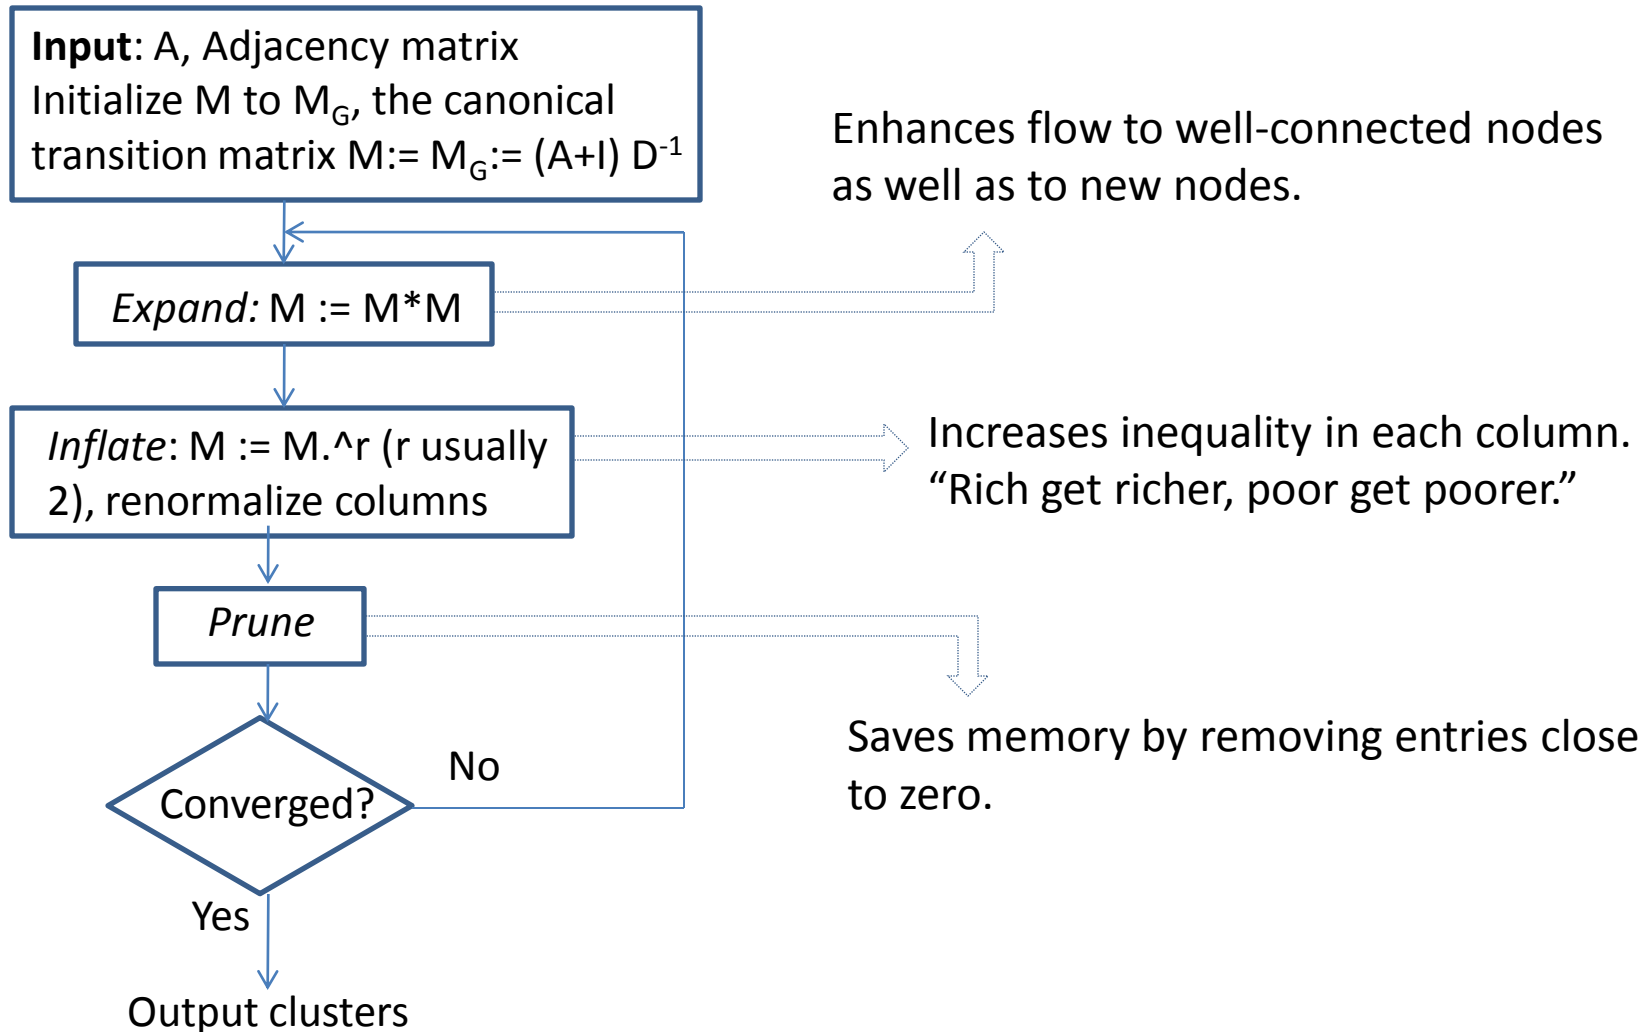 Input: A, Adjacency matrix
Initialize M to M_G, the canonical
transition matrix M:= M_G:= (A+I) D^-1
Enhances flow to well-connected nodes
as well as to new nodes.
Expand: M := M*M
Inflate: M := M.^r (r usually
2), renormalize columns
Increases inequality in each column.
“Rich get richer, poor get poorer.”
Prune
Saves memory by removing entries close
to zero.
No
Converged?
Yes
Output clusters